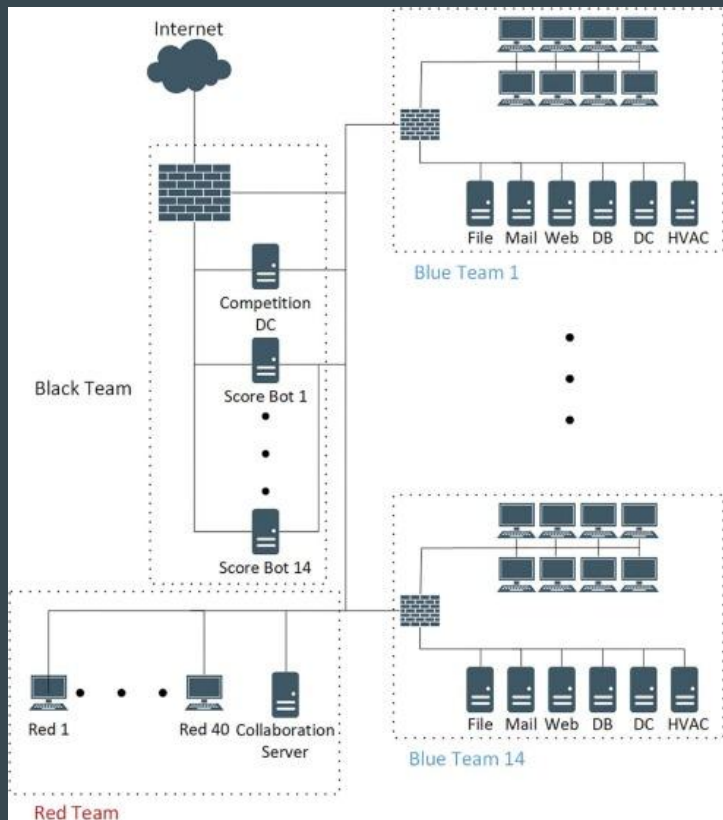 Internet
File Mail Web DB DC HVAC
Blue Team 1
Competition
DC
Black Team
Score Bot 1
Score Bot 14
Red 1
Red 40
Collaboration
Server
Red Team
File Mail Web DB DC HVAC
Blue Team 14